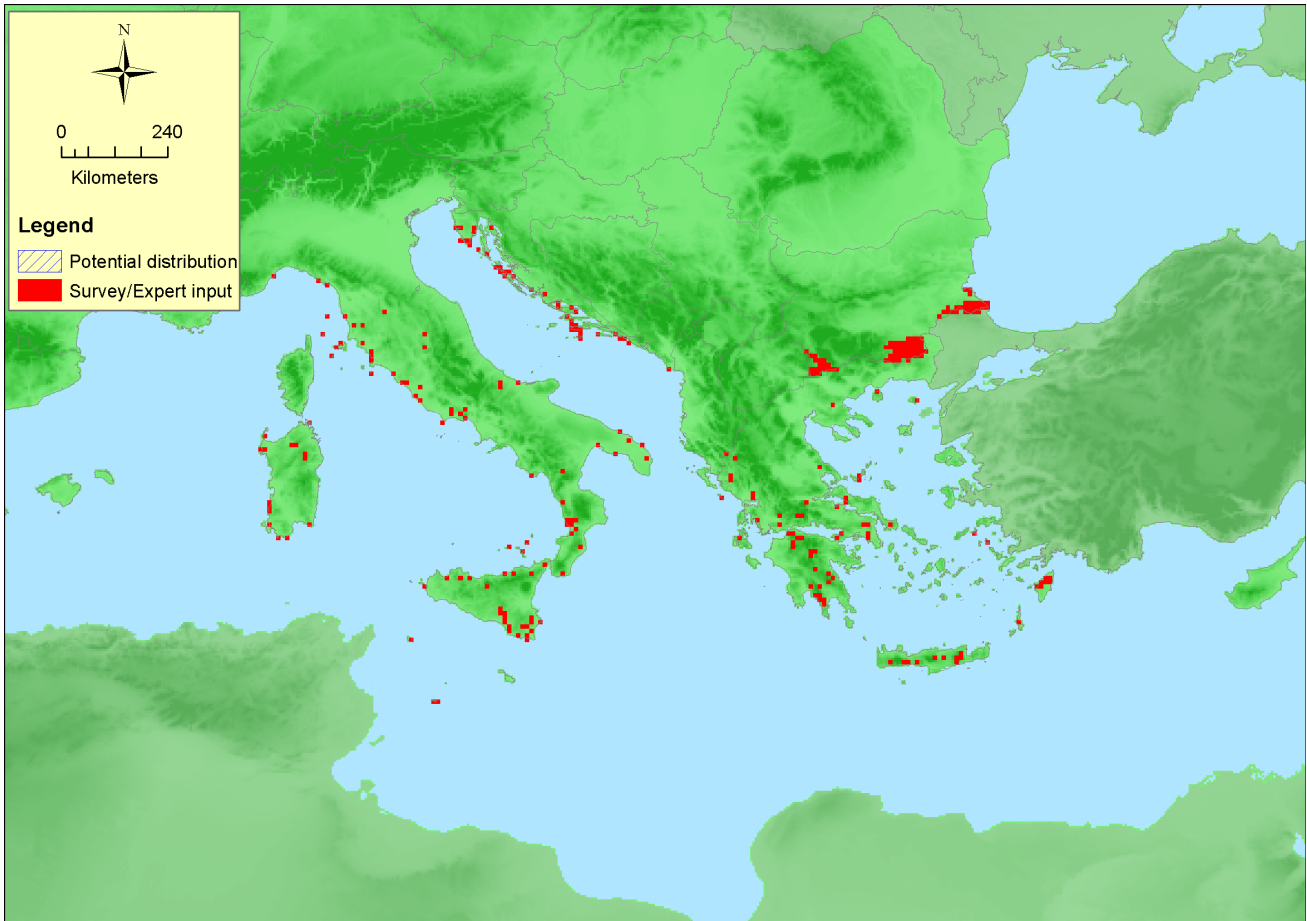 N
0 240
Kilometers
Legend
Potential distribution
Survey/Expert input